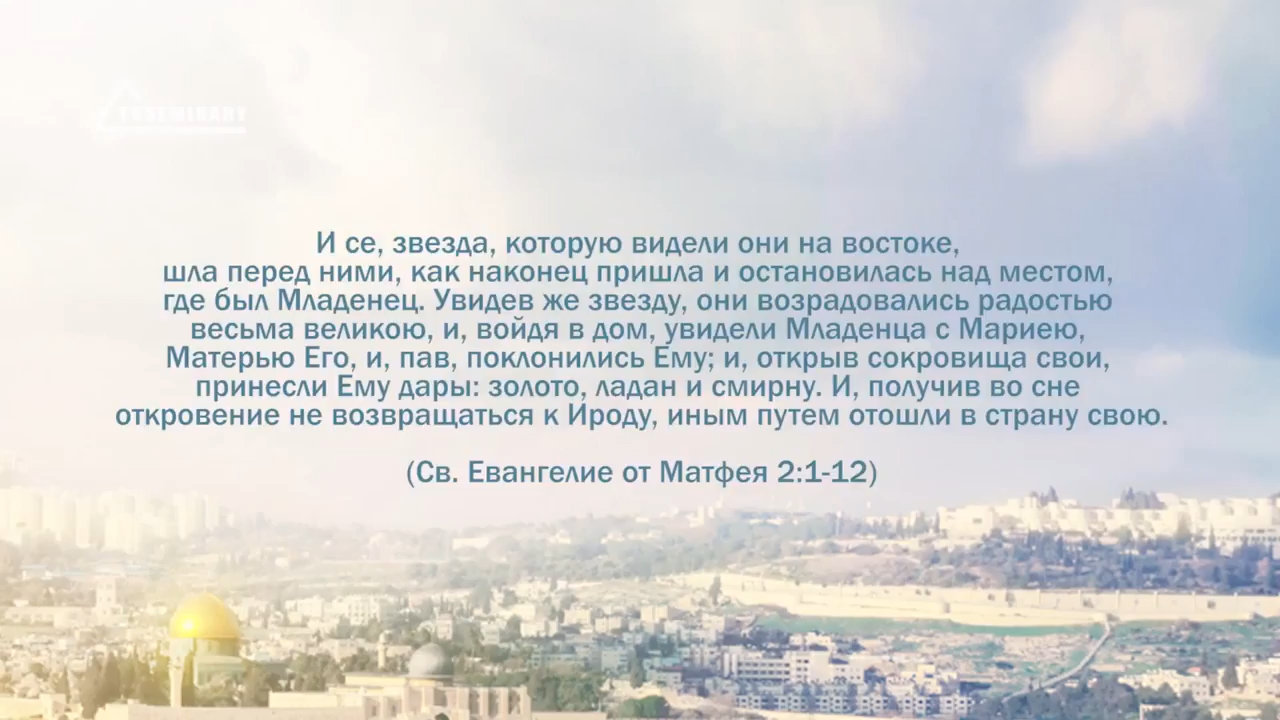 И се, звезда, которую видели они на востоке,
шла перед ними, как наконец пришла и остановилась над местом,
где был Младенец. Увидев же звезду, они возрадовались радостью
весьма великою, и, войдя в дом, увидели Младенца с Мариею,
Матерью Его, и, пав, поклонились Ему; и, открыв сокровища свои,
принесли Ему дары: золото, ладан и смирну. И, получив во сне
откровение не возвращаться к Ироду, иным путем отошли в страну свою.
(Св. Евангелие от Матфея 2:1-12)